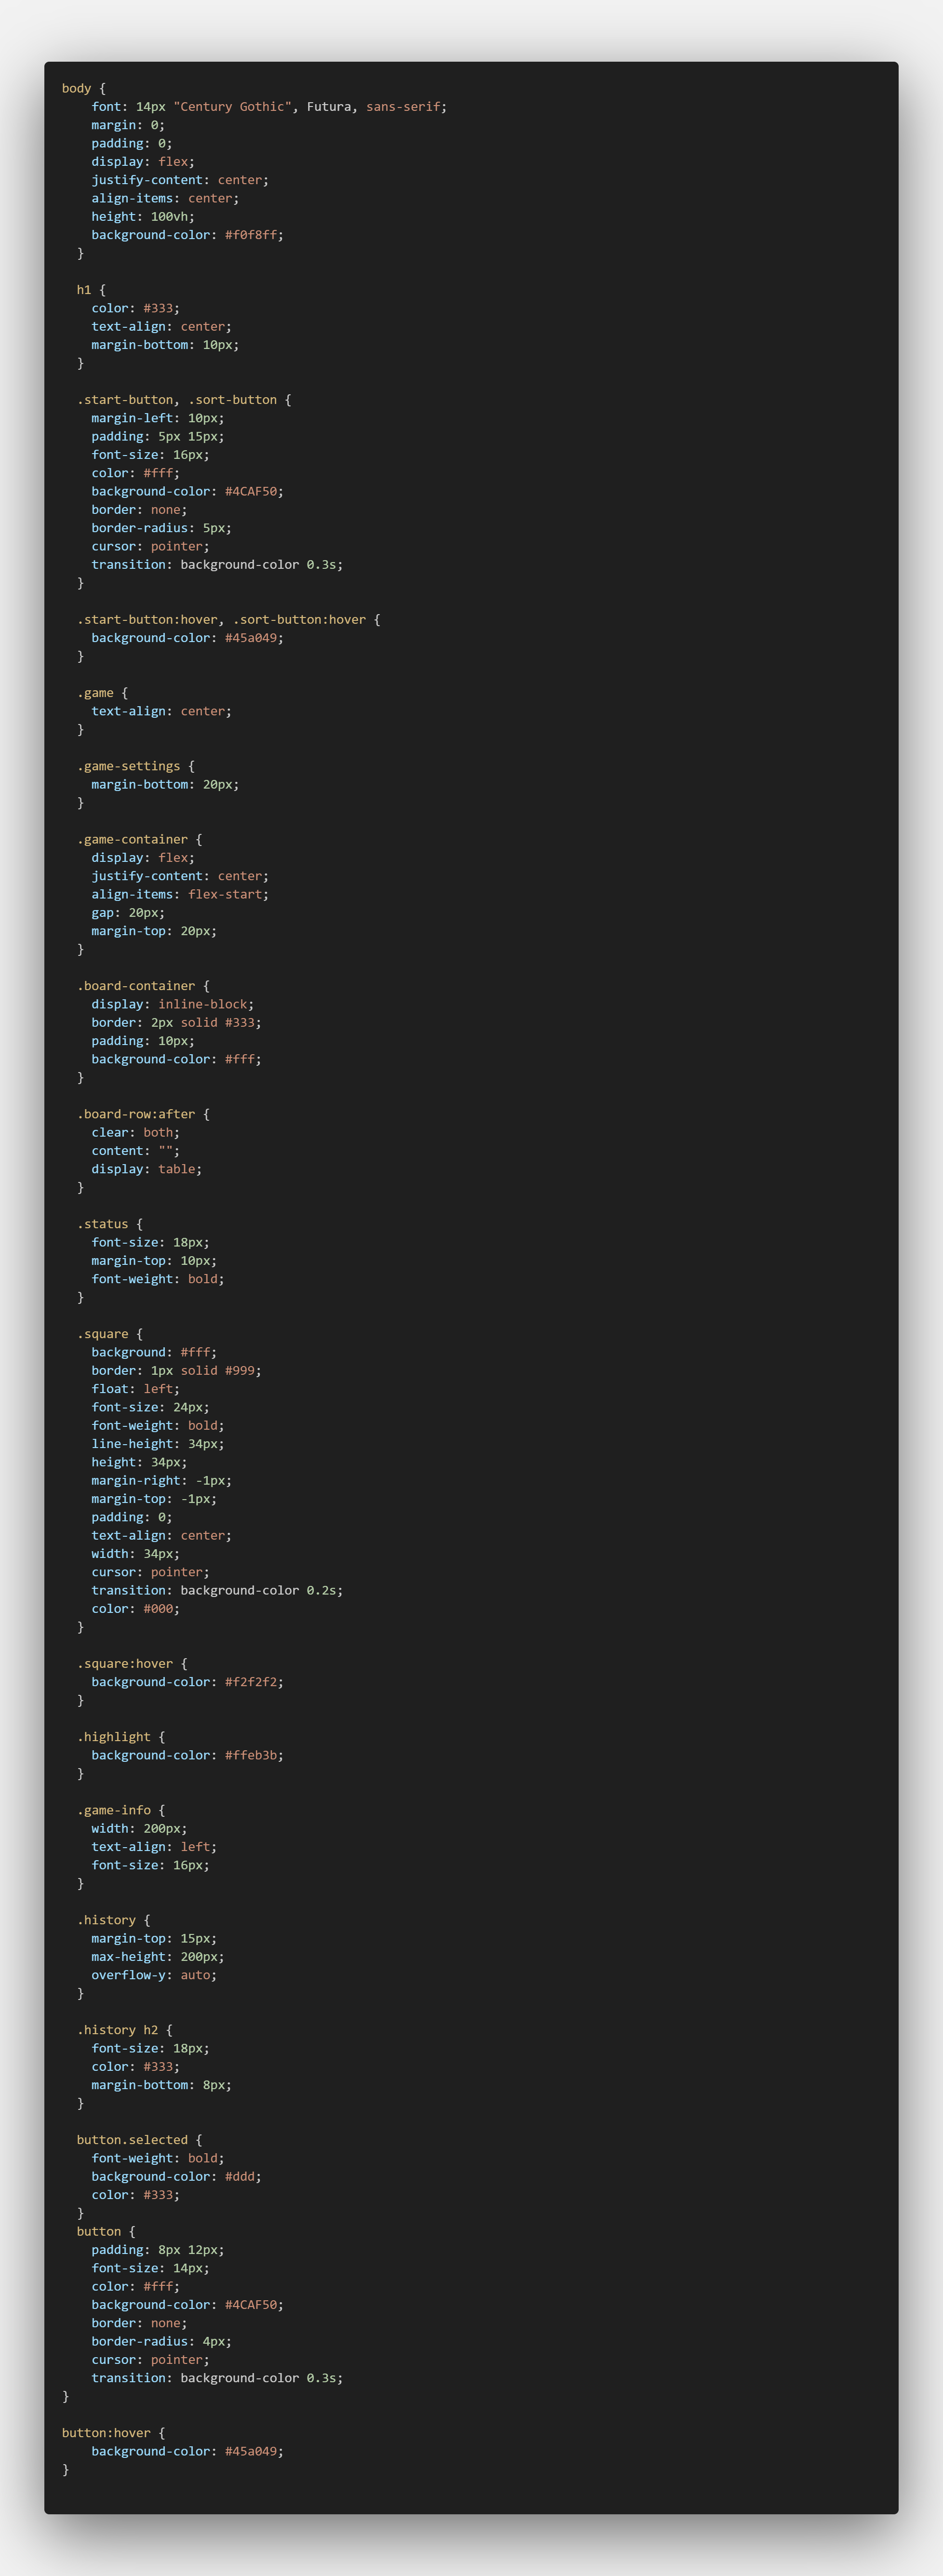 body {
    font: 14px "Century Gothic", Futura, sans-serif;
    margin: 0;
    padding: 0;
    display: flex;
    justify-content: center;
    align-items: center;
    height: 100vh;
    background-color: #f0f8ff;
  }

  h1 {
    color: #333;
    text-align: center;
    margin-bottom: 10px;
  }

  .start-button, .sort-button {
    margin-left: 10px;
    padding: 5px 15px;
    font-size: 16px;
    color: #fff;
    background-color: #4CAF50;
    border: none;
    border-radius: 5px;
    cursor: pointer;
    transition: background-color 0.3s;
  }

  .start-button:hover, .sort-button:hover {
    background-color: #45a049;
  }

  .game {
    text-align: center;
  }

  .game-settings {
    margin-bottom: 20px;
  }

  .game-container {
    display: flex;
    justify-content: center;
    align-items: flex-start;
    gap: 20px;
    margin-top: 20px;
  }

  .board-container {
    display: inline-block;
    border: 2px solid #333;
    padding: 10px;
    background-color: #fff;
  }

  .board-row:after {
    clear: both;
    content: "";
    display: table;
  }

  .status {
    font-size: 18px;
    margin-top: 10px;
    font-weight: bold;
  }

  .square {
    background: #fff;
    border: 1px solid #999;
    float: left;
    font-size: 24px;
    font-weight: bold;
    line-height: 34px;
    height: 34px;
    margin-right: -1px;
    margin-top: -1px;
    padding: 0;
    text-align: center;
    width: 34px;
    cursor: pointer;
    transition: background-color 0.2s;
    color: #000;
  }

  .square:hover {
    background-color: #f2f2f2;
  }

  .highlight {
    background-color: #ffeb3b;
  }

  .game-info {
    width: 200px;
    text-align: left;
    font-size: 16px;
  }

  .history {
    margin-top: 15px;
    max-height: 200px;
    overflow-y: auto;
  }

  .history h2 {
    font-size: 18px;
    color: #333;
    margin-bottom: 8px;
  }

  button.selected {
    font-weight: bold;
    background-color: #ddd;
    color: #333;
  }
  button {
    padding: 8px 12px;
    font-size: 14px;
    color: #fff;
    background-color: #4CAF50;
    border: none;
    border-radius: 4px;
    cursor: pointer;
    transition: background-color 0.3s;
}

button:hover {
    background-color: #45a049;
}